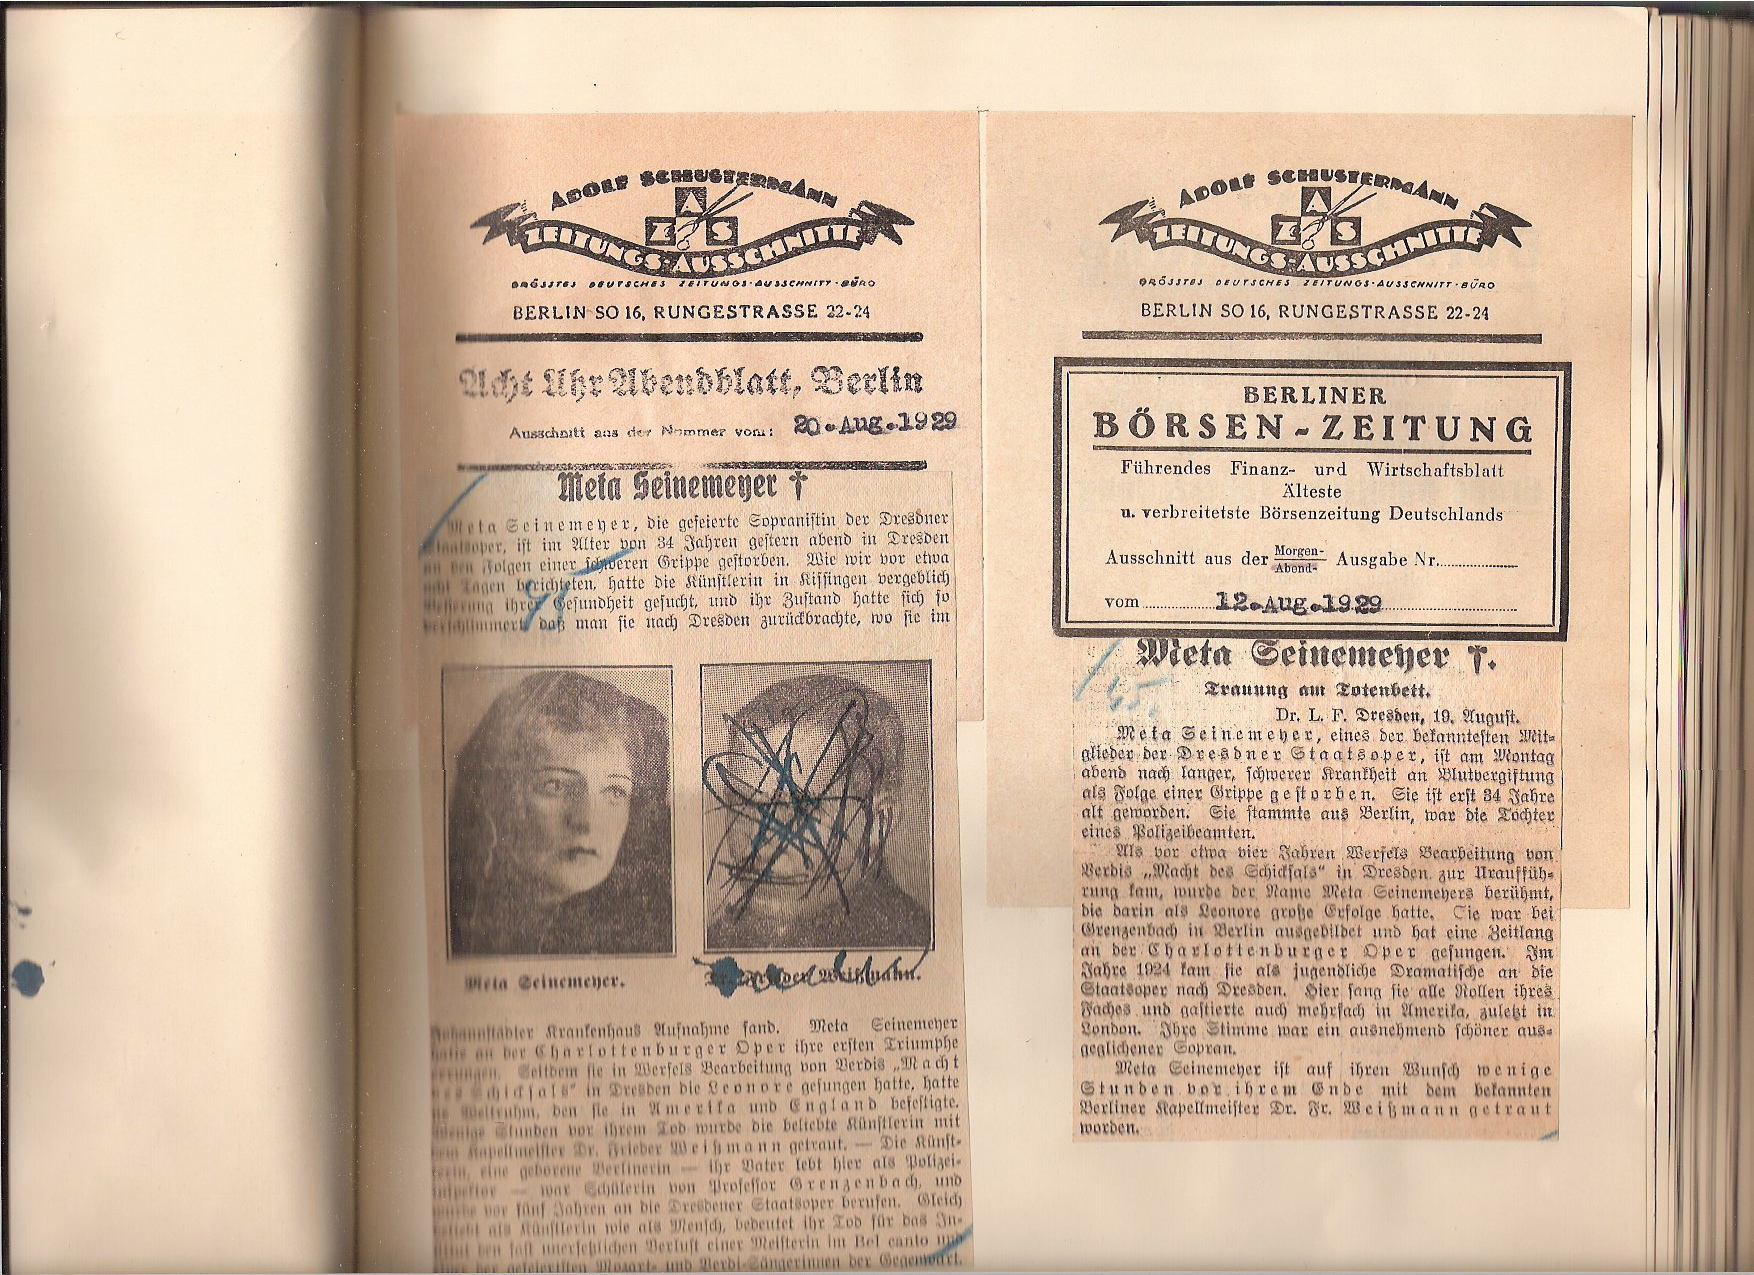 ADOLF SCHUSTERMANN
A
Z S
ZEITUNGS-AUSSCHNITTE
GRÖSSTES DEUTSCHES ZEITUNGS-AUSSCHNITT-BÜRO
BERLIN SO 16, RUNGESTRASSE 22-24
Acht Uhr Abendblatt, Berlin
Ausschnitt aus der Nummer vom: 20. Aug. 1929
Meta Seinemeyer †
Meta Seinemeyer, die gefeierte Sopranistin der Dresdner
Staatsoper, ist im Alter von 34 Jahren gestern abend in Dresden
an den Folgen einer schweren Grippe gestorben. Wie wir vor etwa
acht Tagen berichteten, hatte die Künstlerin in Kissingen vergeblich
Besserung ihrer Gesundheit gesucht, und ihr Zustand hatte sich so
verschlimmert, daß man sie nach Dresden zurückbrachte, wo sie im
Meta Seinemeyer.
Johannstädter Krankenhaus Aufnahme fand. Meta Seinemeyer
hatte an der Charlottenburger Oper ihre ersten Triumphe
errungen. Seitdem sie in Werfels Bearbeitung von Verdis „Macht
des Schicksals“ in Dresden die Leonore gesungen hatte, hatte
sie Weltruhm, den sie in Amerika und England befestigte.
Wenige Stunden vor ihrem Tod wurde die beliebte Künstlerin mit
dem Kapellmeister Dr. Frieder Weißmann getraut. — Die Künst-
lerin, eine geborene Berlinerin — ihr Vater lebt hier als Polizei-
inspektor — war Schülerin von Professor Grenzenbach, und
wurde vor fünf Jahren an die Dresdener Staatsoper berufen. Gleich
beliebt als Künstlerin wie als Mensch, bedeutet ihr Tod für das In-
stitut den fast unersetzlichen Verlust einer Meisterin im Bel canto und
einer der gefeiertsten Mozart- und Verdi-Sängerinnen der Gegenwart.
ADOLF SCHUSTERMANN
A
Z S
ZEITUNGS-AUSSCHNITTE
GRÖSSTES DEUTSCHES ZEITUNGS-AUSSCHNITT-BÜRO
BERLIN SO 16, RUNGESTRASSE 22-24
BERLINER
BÖRSEN-ZEITUNG
Führendes Finanz- und Wirtschaftsblatt
Älteste
u. verbreitetste Börsenzeitung Deutschlands
Ausschnitt aus der Morgen- Abend- Ausgabe Nr.
vom 12. Aug. 1929
Meta Seinemeyer †.
Trauung am Totenbett.
Dr. L. F. Dresden, 19. August.
Meta Seinemeyer, eines der bekanntesten Mit-
glieder der Dresdner Staatsoper, ist am Montag
abend nach langer, schwerer Krankheit an Blutvergiftung
als Folge einer Grippe gestorben. Sie ist erst 34 Jahre
alt geworden. Sie stammte aus Berlin, war die Tochter
eines Polizeibeamten.
Als vor etwa vier Jahren Werfels Bearbeitung von
Verdis „Macht des Schicksals“ in Dresden zur Urauffüh-
rung kam, wurde der Name Meta Seinemeyers berühmt,
die darin als Leonore große Erfolge hatte. Sie war bei
Grenzenbach in Berlin ausgebildet und hat eine Zeitlang
an der Charlottenburger Oper gesungen. Im
Jahre 1924 kam sie als jugendliche Dramatische an die
Staatsoper nach Dresden. Hier sang sie alle Rollen ihres
Faches und gastierte auch mehrfach in Amerika, zuletzt in
London. Ihre Stimme war ein ausnehmend schöner aus-
geglichener Sopran.
Meta Seinemeyer ist auf ihren Wunsch wenige
Stunden vor ihrem Ende mit dem bekannten
Berliner Kapellmeister Dr. Fr. Weißmann getraut
worden.